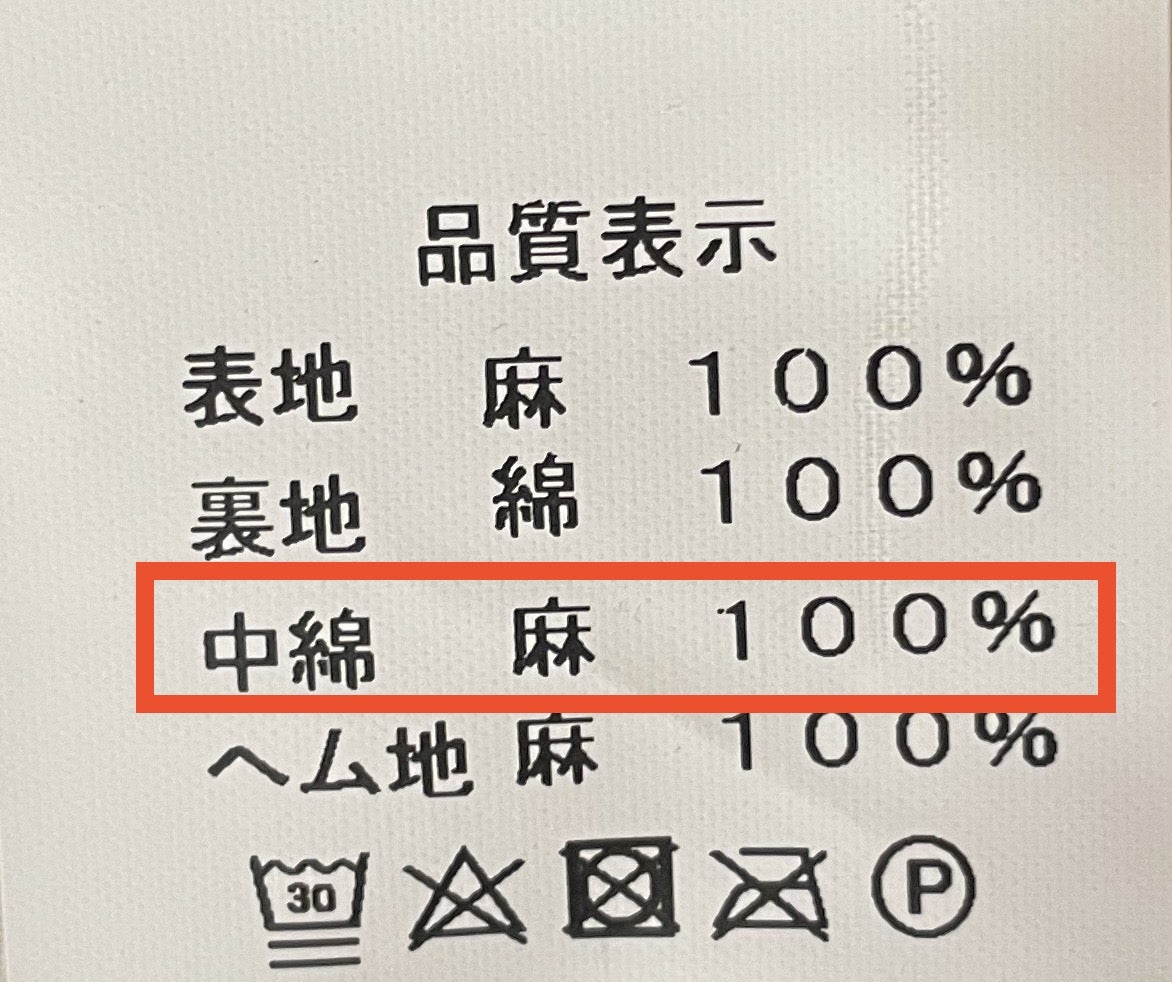 品質表示
表地 麻 100%
裏地 綿 100%
中綿 麻 100%
ヘム地 麻 100%
30 P